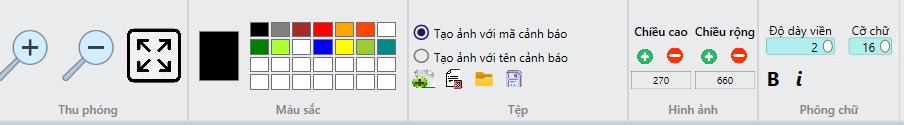 Thu phóng
Màu sắc
Tạo ảnh với mã cảnh báo
Tạo ảnh với tên cảnh báo
Tệp
Chiều cao Chiều rộng
270 660
Hình ảnh
Độ dày viền Cỡ chữ
2 16
B i
Phông chữ